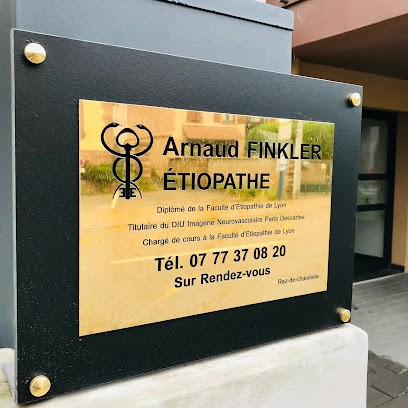 Arnaud FINKLER
ÉTIOPATHE
Diplômé de la Faculté d'Étiopathie de Lyon
Titulaire du DIU Imagerie Neurovasculaire Paris Descartes
Chargé de cours à la Faculté d'Étiopathie de Lyon
Tél. 07 77 37 08 20
Sur Rendez-vous
Rez-de-chaussée